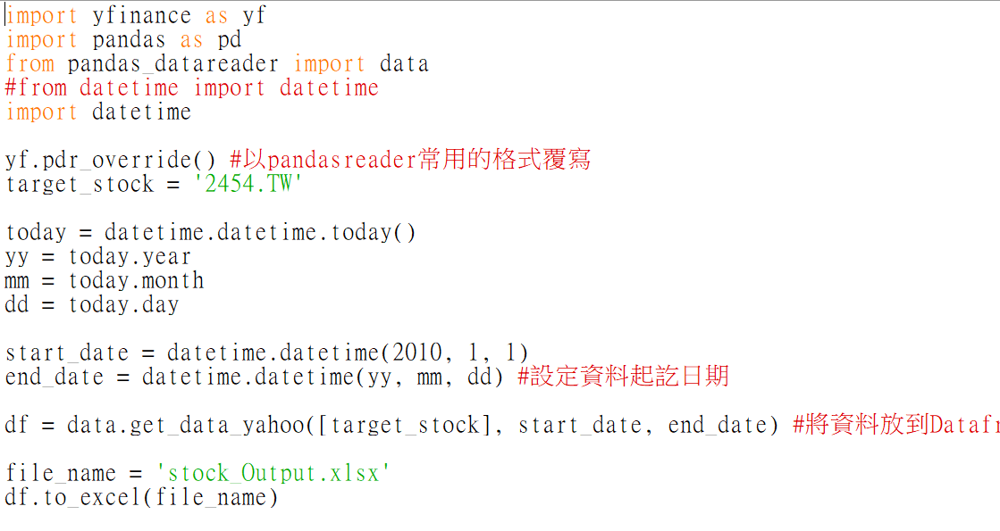 import yfinance as yf
import pandas as pd
from pandas_datareader import data
#from datetime import datetime
import datetime
yf.pdr_override() #以pandasreader常用的格式覆寫
target_stock = '2454.TW'
today = datetime.datetime.today()
yy = today.year
mm = today.month
dd = today.day
start_date = datetime.datetime(2010, 1, 1)
end_date = datetime.datetime(yy, mm, dd) #設定資料起訖日期
df = data.get_data_yahoo([target_stock], start_date, end_date) #將資料放到Datafr
file_name = 'stock_Output.xlsx'
df.to_excel(file_name)